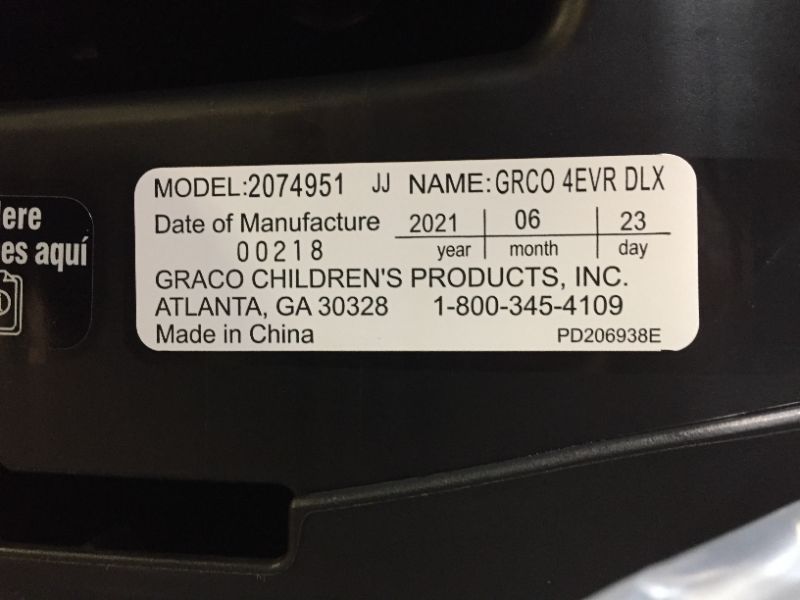 MODEL:2074951 JJ NAME:GRCO 4EVR DLX
Date of Manufacture 2021 06 23
00218 year month day
GRACO CHILDREN'S PRODUCTS, INC.
ATLANTA, GA 30328 1-800-345-4109
Made in China PD206938E
es aquí